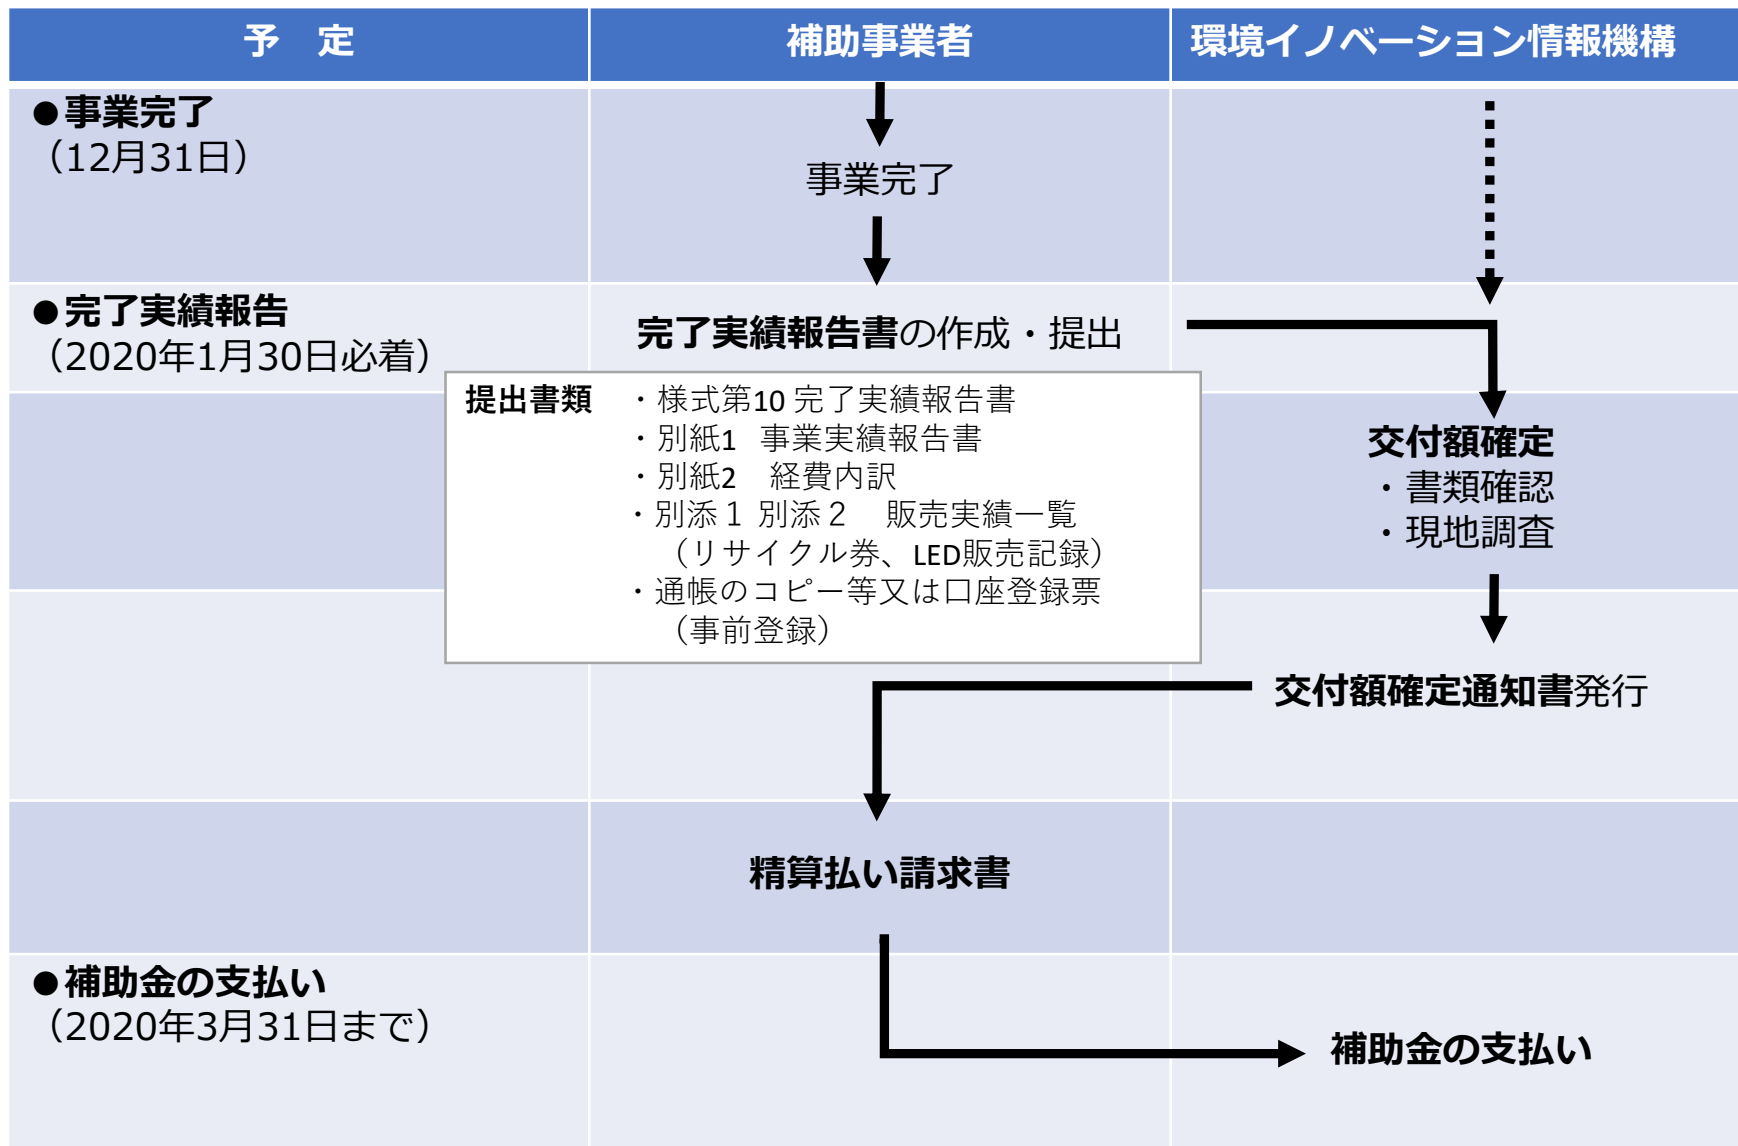 予　定
補助事業者
環境イノベーション情報機構
●事業完了
（12月31日）
事業完了
●完了実績報告
（2020年1月30日必着）
完了実績報告書の作成・提出
提出書類　・様式第10 完了実績報告書
・別紙1　事業実績報告書
・別紙2　経費内訳
・別添１ 別添２　販売実績一覧
（リサイクル券、LED販売記録）
・通帳のコピー等又は口座登録票
（事前登録）
交付額確定
・書類確認
・現地調査
交付額確定通知書発行
精算払い請求書
●補助金の支払い
（2020年3月31日まで）
補助金の支払い